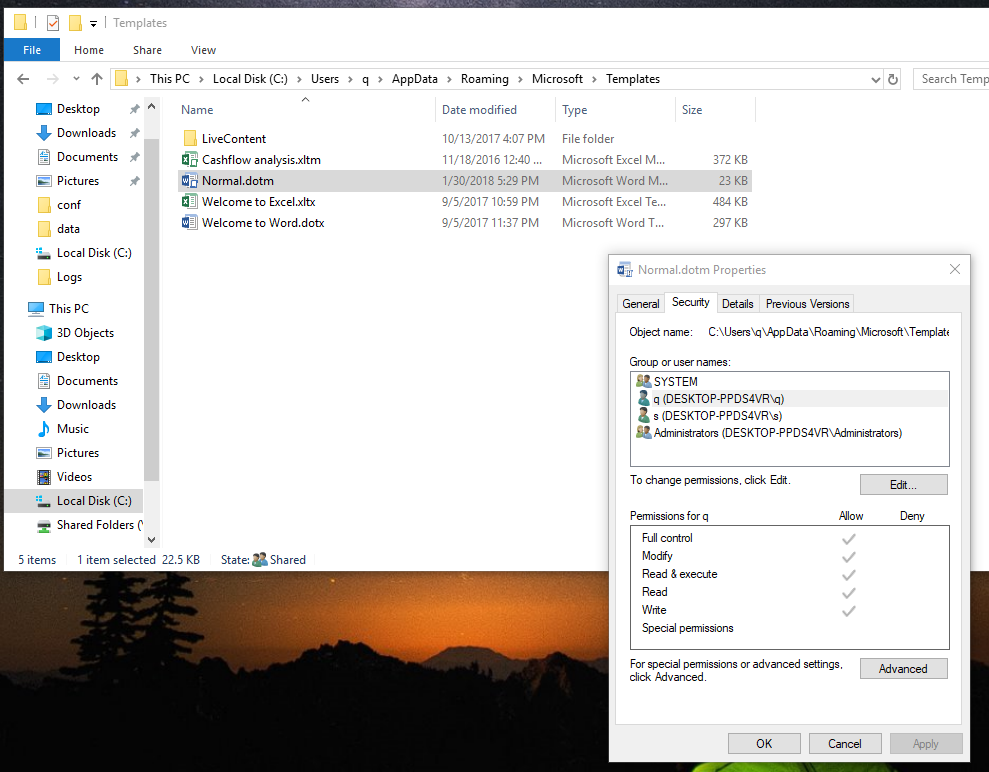 Templates
File Home Share View
This PC Local Disk (C:) Users q AppData Roaming Microsoft Templates
Search Temp
Desktop
Downloads
Documents
Pictures
conf
data
Local Disk (C:)
Logs
This PC
3D Objects
Desktop
Documents
Downloads
Music
Pictures
Videos
Local Disk (C:)
Shared Folders (
Name Date modified Type Size
LiveContent 10/13/2017 4:07 PM File folder
Cashflow analysis.xltm 11/18/2016 12:40 ... Microsoft Excel M... 372 KB
Normal.dotm 1/30/2018 5:29 PM Microsoft Word M... 23 KB
Welcome to Excel.xltx 9/5/2017 10:59 PM Microsoft Excel Te... 484 KB
Welcome to Word.dotx 9/5/2017 11:37 PM Microsoft Word T... 297 KB
5 items 1 item selected 22.5 KB State: Shared
Normal.dotm Properties
General Security Details Previous Versions
Object name: C:\Users\q\AppData\Roaming\Microsoft\Template
Group or user names:
SYSTEM
q (DESKTOP-PPDS4VR\q)
s (DESKTOP-PPDS4VR\s)
Administrators (DESKTOP-PPDS4VR\Administrators)
To change permissions, click Edit.
Edit...
Permissions for q Allow Deny
Full control
Modify
Read & execute
Read
Write
Special permissions
For special permissions or advanced settings,
click Advanced.
Advanced
OK Cancel Apply